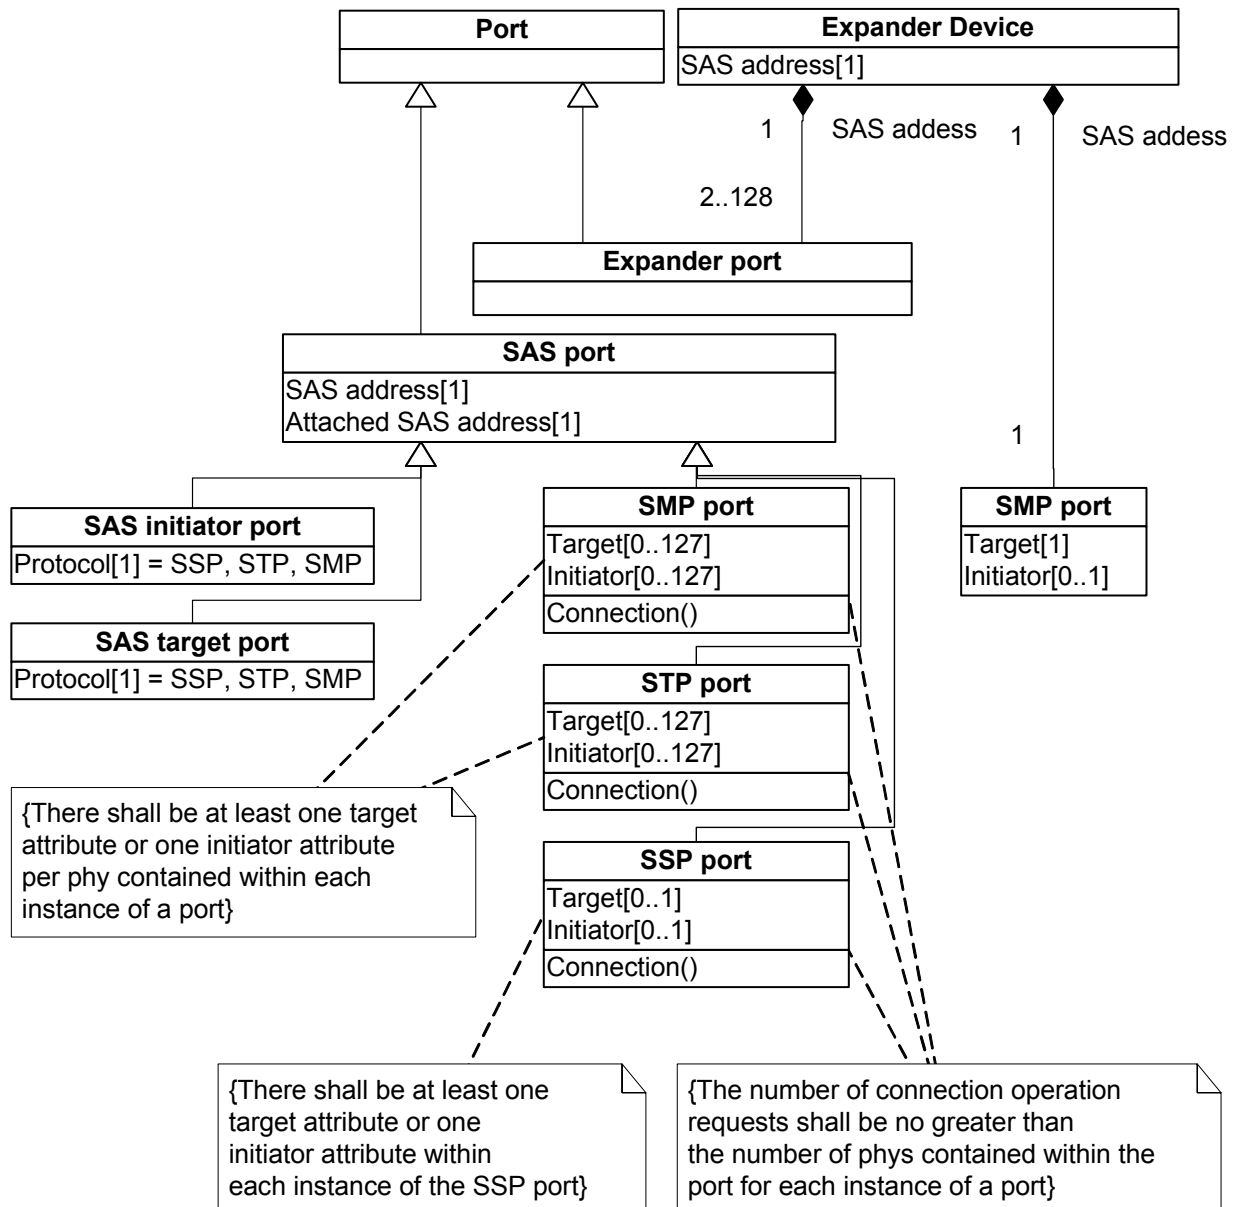 Port
Expander Device
SAS address[1]
1
SAS addess
1
SAS addess
2..128
Expander port
SAS port
SAS address[1]
Attached SAS address[1]
1
SAS initiator port
Protocol[1] = SSP, STP, SMP
SAS target port
Protocol[1] = SSP, STP, SMP
SMP port
Target[0..127]
Initiator[0..127]
Connection()
SMP port
Target[1]
Initiator[0..1]
STP port
Target[0..127]
Initiator[0..127]
Connection()
{There shall be at least one target
attribute or one initiator attribute
per phy contained within each
instance of a port}
SSP port
Target[0..1]
Initiator[0..1]
Connection()
{There shall be at least one
target attribute or one
initiator attribute within
each instance of the SSP port}
{The number of connection operation
requests shall be no greater than
the number of phys contained within the
port for each instance of a port}